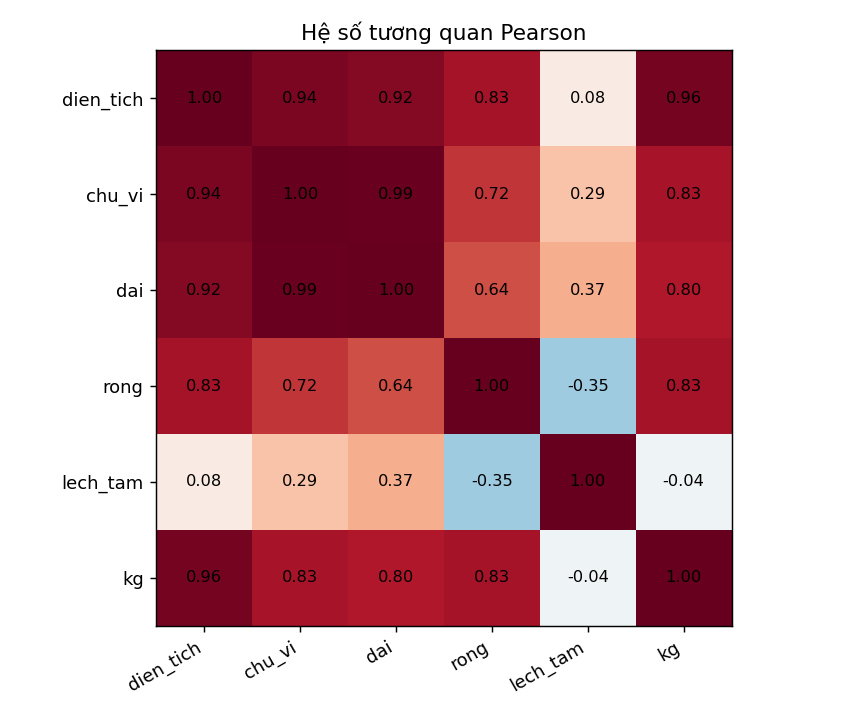 Hệ số tương quan Pearson
dien_tich 1.00 0.94 0.92 0.83 0.08 0.96
chu_vi 0.94 1.00 0.99 0.72 0.29 0.83
dai 0.92 0.99 1.00 0.64 0.37 0.80
rong 0.83 0.72 0.64 1.00 -0.35 0.83
lech_tam 0.08 0.29 0.37 -0.35 1.00 -0.04
kg 0.96 0.83 0.80 0.83 -0.04 1.00
dien_tich chu_vi dai rong lech_tam kg